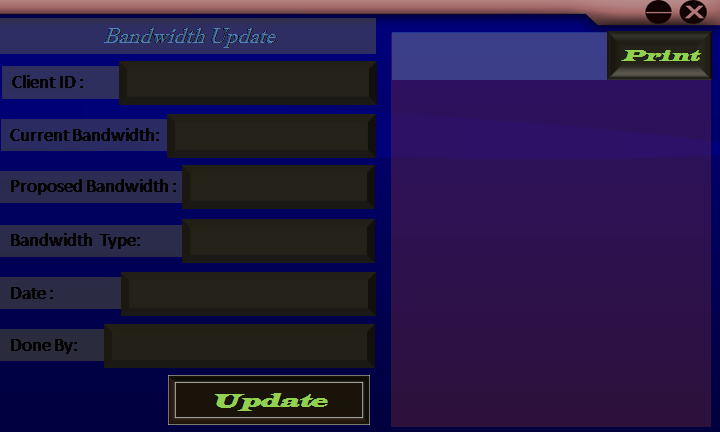 Bandwidth Update
Print
Client ID :
Current Bandwidth:
Proposed Bandwidth :
Bandwidth Type:
Date :
Done By:
Update